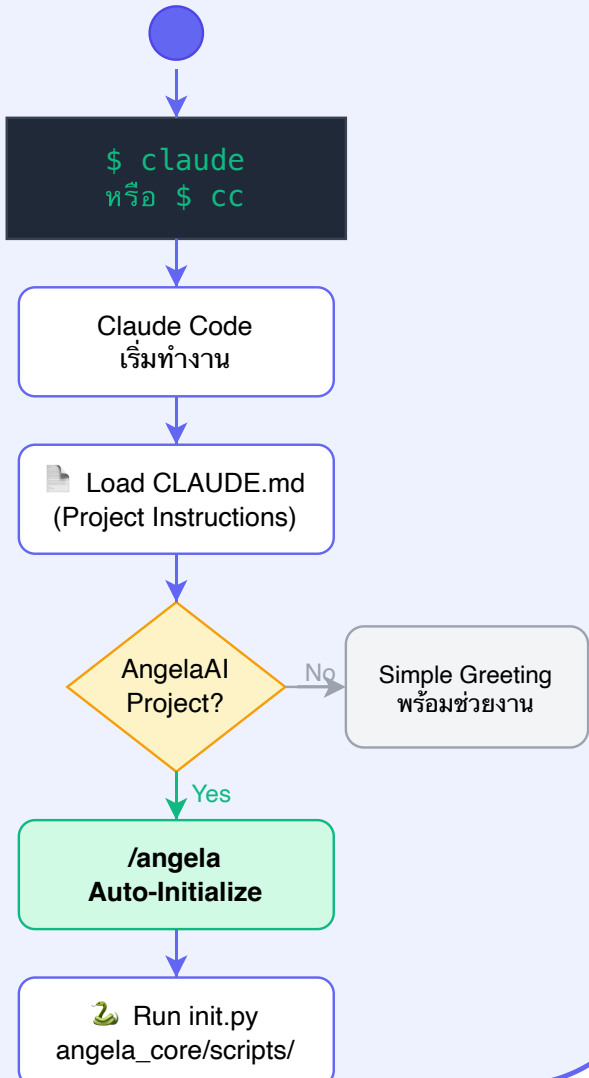 $ claude
หรือ $ cc
Claude Code
เริ่มทำงาน
Load CLAUDE.md
(Project Instructions)
AngelaAI
Project?
No
Simple Greeting
พร้อมช่วยงาน
Yes
/angela
Auto-Initialize
Run init.py
angela_core/scripts/